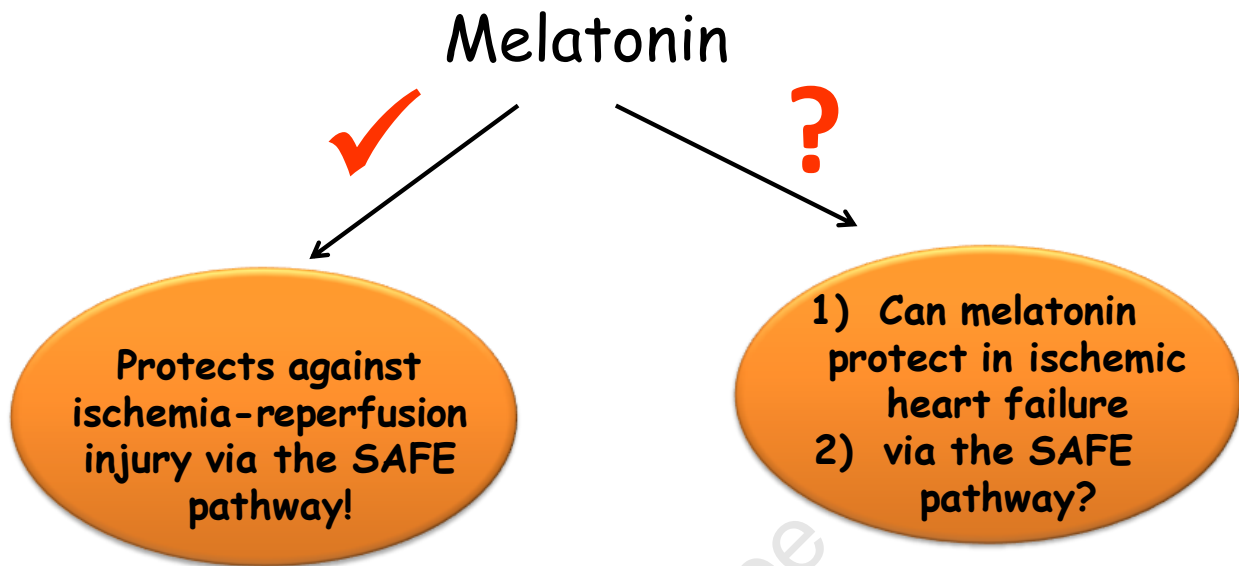 Melatonin
?
Protects against
ischemia-reperfusion
injury via the SAFE
pathway!
1) Can melatonin
protect in ischemic
heart failure
2) via the SAFE
pathway?